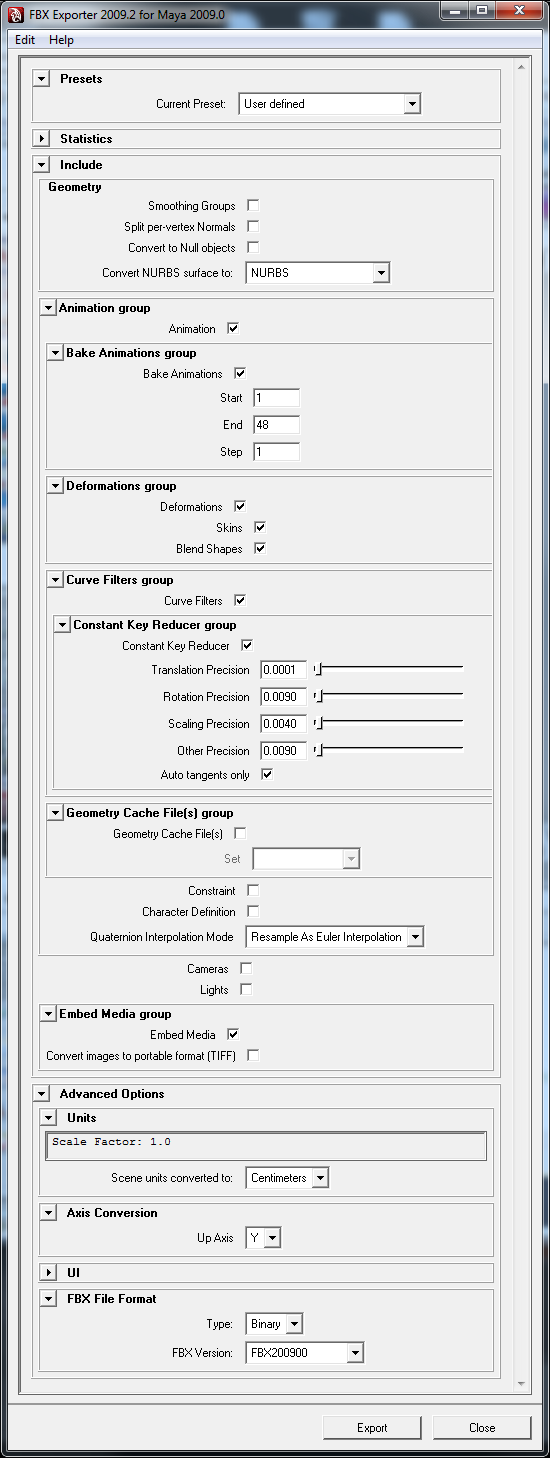 FBX Exporter 2009.2 for Maya 2009.0
Edit Help
Presets
Current Preset: User defined
Statistics
Include
Geometry
Smoothing Groups
Split per-vertex Normals
Convert to Null objects
Convert NURBS surface to: NURBS
Animation group
Animation
Bake Animations group
Bake Animations
Start 1
End 48
Step 1
Deformations group
Deformations
Skins
Blend Shapes
Curve Filters group
Curve Filters
Constant Key Reducer group
Constant Key Reducer
Translation Precision 0.0001
Rotation Precision 0.0090
Scaling Precision 0.0040
Other Precision 0.0090
Auto tangents only
Geometry Cache File(s) group
Geometry Cache File(s)
Set
Constraint
Character Definition
Quaternion Interpolation Mode Resample As Euler Interpolation
Cameras
Lights
Embed Media group
Embed Media
Convert images to portable format (TIFF)
Advanced Options
Units
Scale Factor: 1.0
Scene units converted to: Centimeters
Axis Conversion
Up Axis Y
UI
FBX File Format
Type: Binary
FBX Version: FBX200900
Export Close